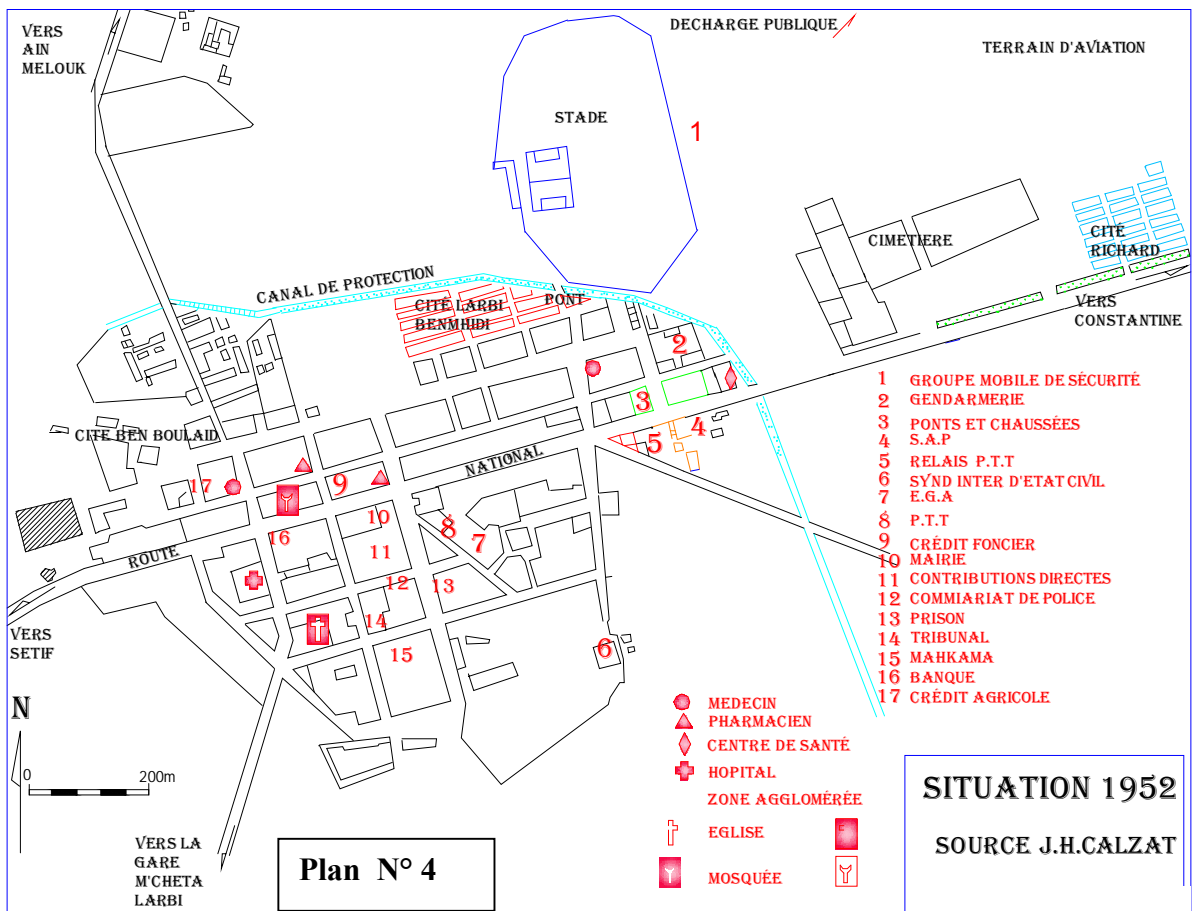 VERS
AIN
MELOUK
DECHARGE PUBLIQUE
TERRAIN D'AVIATION
STADE
1
CIMETIERE
CITÉ
RICHARD
VERS
CONSTANTINE
CANAL DE PROTECTION
CITÉ LARBI
BENMHIDI
PONT
2
3
4
5
CITE BEN BOULAID
NATIONAL
ROUTE
17
9
16
10
11
8
7
12
13
14
15
6
VERS
SETIF
1 GROUPE MOBILE DE SÉCURITÉ
2 GENDARMERIE
3 PONTS ET CHAUSSÉES
4 S.A.P
5 RELAIS P.T.T
6 SYND INTER D'ETAT CIVIL
7 E.G.A
8 P.T.T
9 CRÉDIT FONCIER
10 MAIRIE
11 CONTRIBUTIONS DIRECTES
12 COMMIARIAT DE POLICE
13 PRISON
14 TRIBUNAL
15 MAHKAMA
16 BANQUE
17 CRÉDIT AGRICOLE
MEDECIN
PHARMACIEN
CENTRE DE SANTÉ
HOPITAL
ZONE AGGLOMÉRÉE
EGLISE
MOSQUÉE
N
0 200m
VERS LA
GARE
M'CHETA
LARBI
Plan N° 4
SITUATION 1952
SOURCE J.H.CALZAT